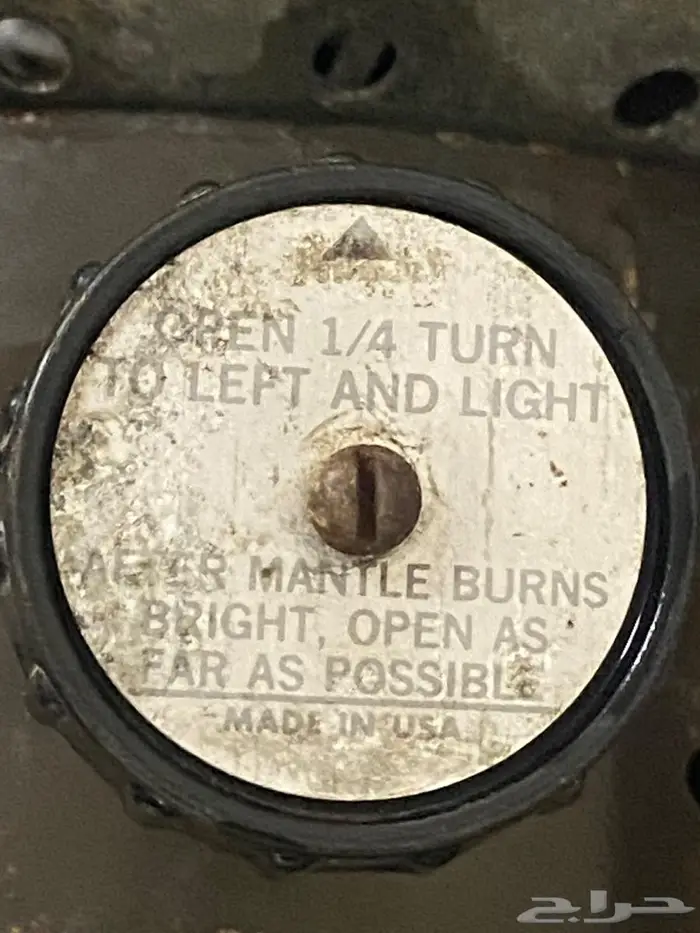 OPEN 1/4 TURN
TO LEFT AND LIGHT
AFTER MANTLE BURNS
BRIGHT, OPEN AS
FAR AS POSSIBLE
MADE IN USA
حراج